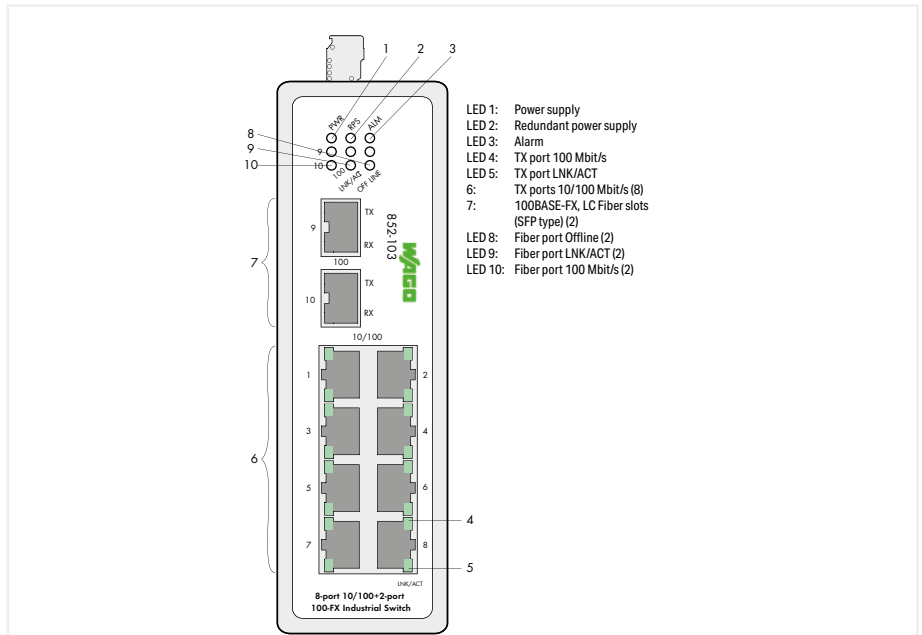 1 2 3
PWR RPS ALM
8
9
9
10
10
100 LNK/ACT OFF LINE
LED 1: Power supply
LED 2: Redundant power supply
LED 3: Alarm
LED 4: TX port 100 Mbit/s
LED 5: TX port LNK/ACT
6: TX ports 10/100 Mbit/s (8)
7: 100BASE-FX, LC Fiber slots
(SFP type) (2)
LED 8: Fiber port Offline (2)
LED 9: Fiber port LNK/ACT (2)
LED 10: Fiber port 100 Mbit/s (2)
TX
9
RX
100
852-103
WAGO
7
TX
10
RX
10/100
1 2
3 4
6
5 6
4
7 8
5
LNK/ACT
8-port 10/100+2-port
100-FX Industrial Switch